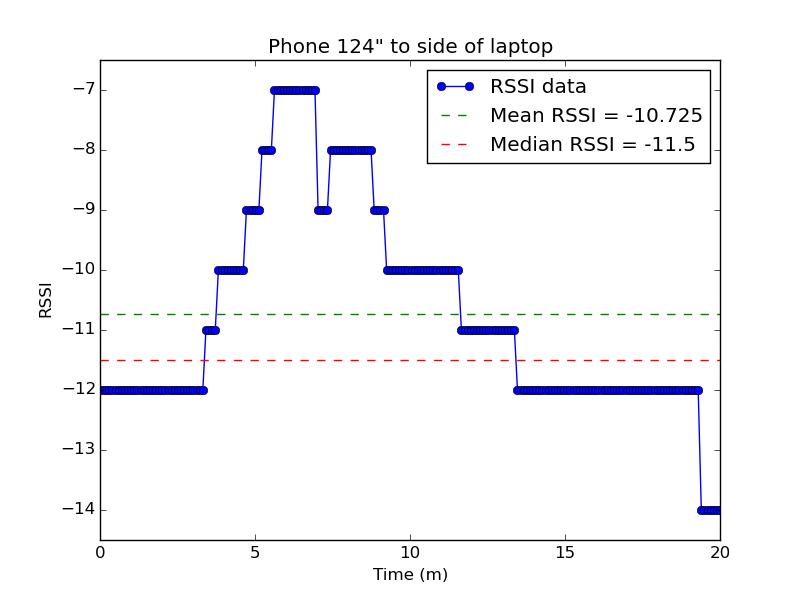 Phone 124" to side of laptop
RSSI data
Mean RSSI = -10.725
Median RSSI = -11.5
−7
−8
−9
−10
−11
−12
−13
−14
RSSI
0 5 10 15 20
Time (m)